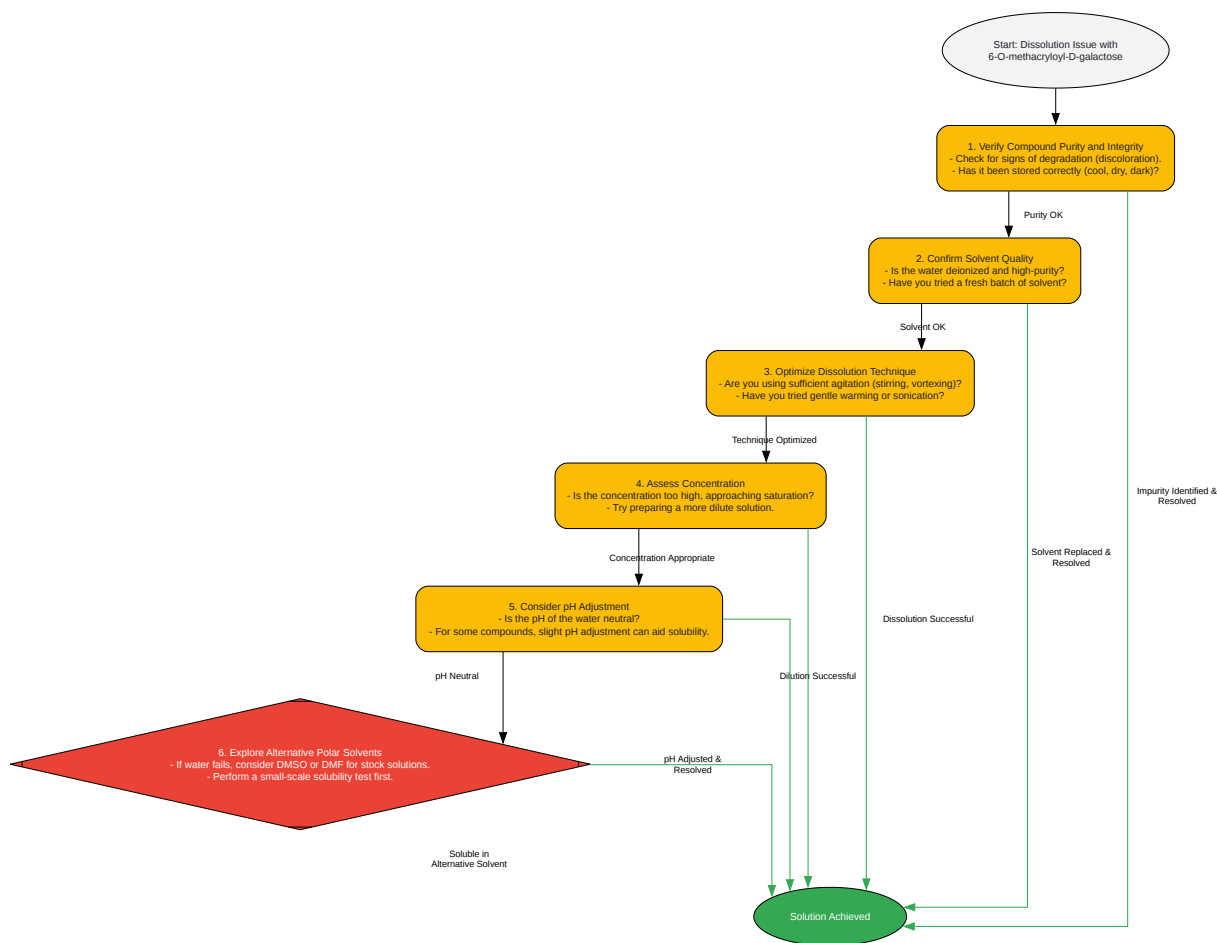 Start: Dissolution Issue with
6-O-methacryloyl-D-galactose
1. Verify Compound Purity and Integrity
- Check for signs of degradation (discoloration).
- Has it been stored correctly (cool, dry, dark)?
Purity OK
2. Confirm Solvent Quality
- Is the water deionized and high-purity?
- Have you tried a fresh batch of solvent?
Solvent OK
3. Optimize Dissolution Technique
- Are you using sufficient agitation (stirring, vortexing)?
- Have you tried gentle warming or sonication?
Technique Optimized
4. Assess Concentration
- Is the concentration too high, approaching saturation?
- Try preparing a more dilute solution.
Impurity Identified &
Resolved
Concentration Appropriate
Solvent Replaced &
Resolved
5. Consider pH Adjustment
- Is the pH of the water neutral?
- For some compounds, slight pH adjustment can aid solubility.
Dissolution Successful
pH Neutral
Dilution Successful
6. Explore Alternative Polar Solvents
- If water fails, consider DMSO or DMF for stock solutions.
- Perform a small-scale solubility test first.
pH Adjusted &
Resolved
Soluble in
Alternative Solvent
Solution Achieved